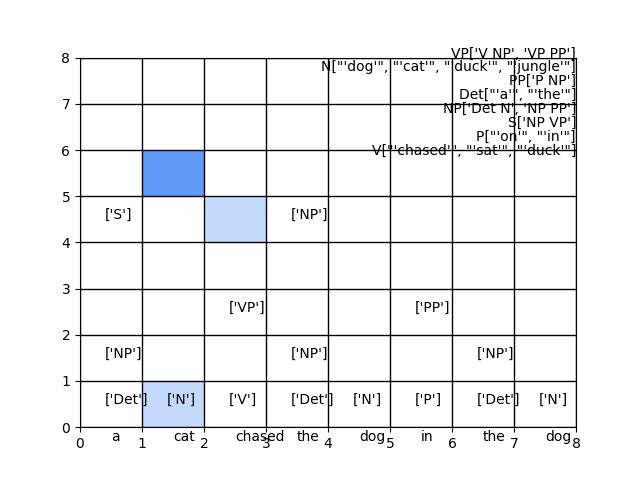 VP['V NP', 'VP PP']
N["'dog'", "'cat'", "'duck'", "'jungle'"]
PP['P NP']
Det["'a'", "'the'"]
NP['Det N', 'NP PP']
S['NP VP']
P["'on'", "'in'"]
V["'chased'", "'sat'", "'duck'"]
8
7
6
5
['S'] ['NP']
4
3
['VP'] ['PP']
2
['NP'] ['NP'] ['NP']
1
['Det'] ['N'] ['V'] ['Det'] ['N'] ['P'] ['Det'] ['N']
0
a cat chased the dog in the dog
0 1 2 3 4 5 6 7 8